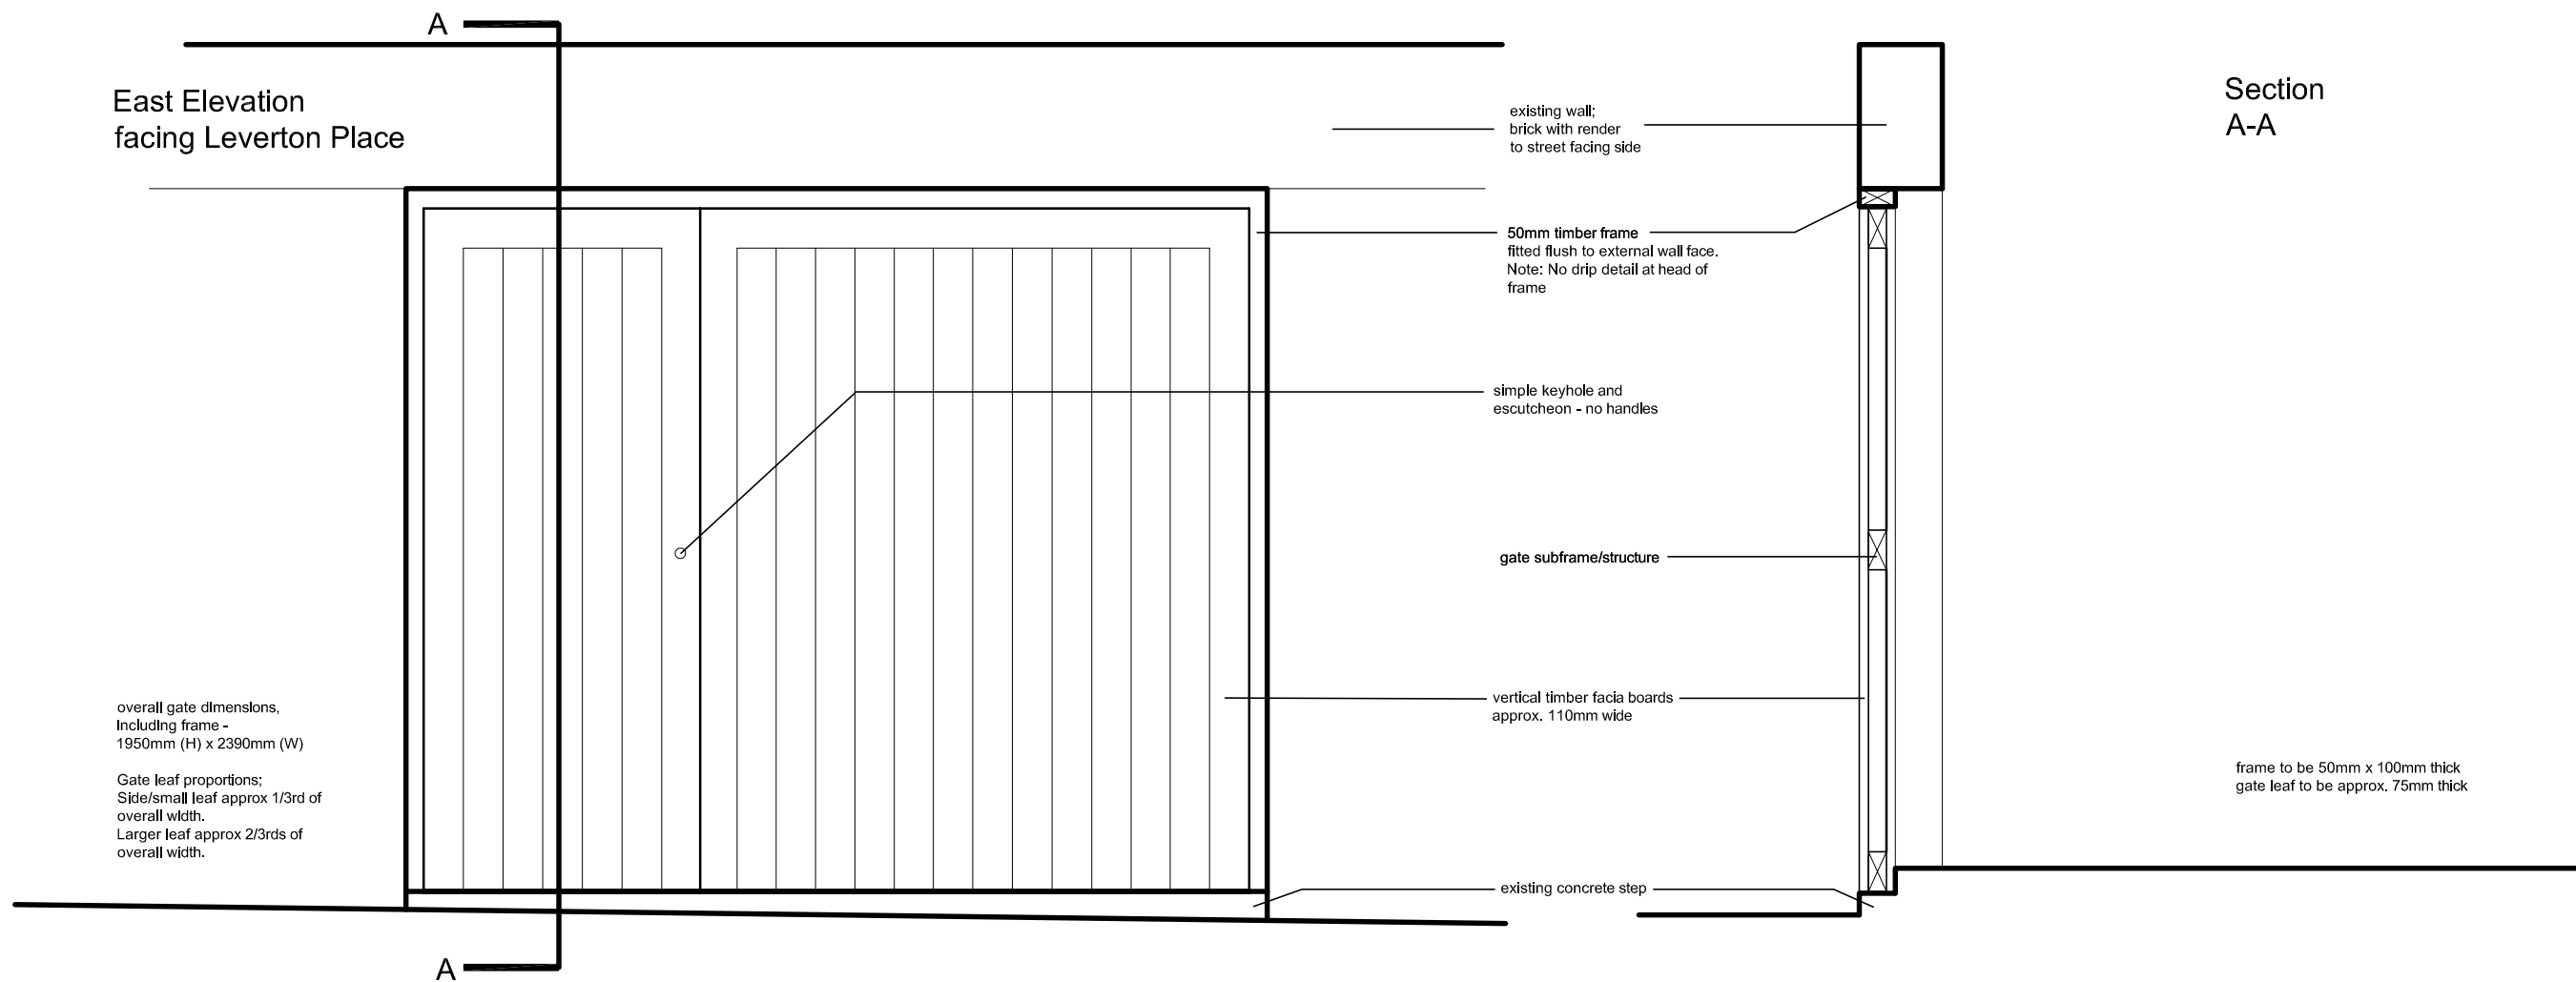 A
East Elevation
facing Leverton Place
existing wall;
brick with render
to street facing side
Section
A-A
50mm timber frame
fitted flush to external wall face.
Note: No drip detail at head of
frame
simple keyhole and
escutcheon - no handles
gate subframe/structure
vertical timber facia boards
approx. 110mm wide
overall gate dimensions,
including frame -
1950mm (H) x 2390mm (W)
Gate leaf proportions;
Side/small leaf approx 1/3rd of
overall width.
Larger leaf approx 2/3rds of
overall width.
frame to be 50mm x 100mm thick
gate leaf to be approx. 75mm thick
existing concrete step
A